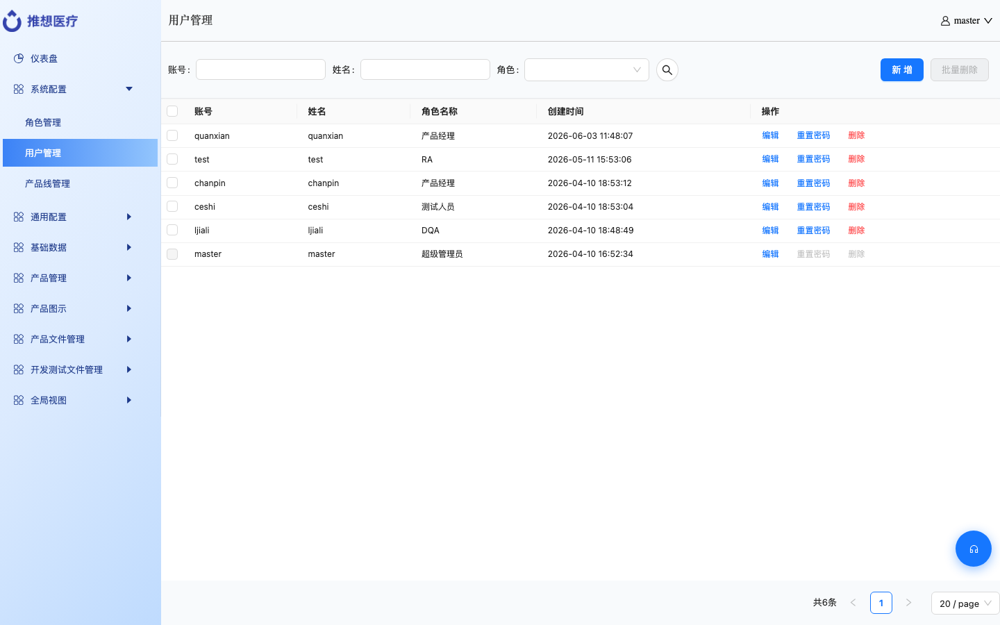 推想医疗
仪表盘
系统配置
角色管理
用户管理
产品线管理
通用配置
基础数据
产品管理
产品图示
产品文件管理
开发测试文件管理
全局视图
用户管理
master
账号：
姓名：
角色：
新 增
批量删除
账号 姓名 角色名称 创建时间 操作
quanxian quanxian 产品经理 2026-06-03 11:48:07 编辑 重置密码 删除
test test RA 2026-05-11 15:53:06 编辑 重置密码 删除
chanpin chanpin 产品经理 2026-04-10 18:53:12 编辑 重置密码 删除
ceshi ceshi 测试人员 2026-04-10 18:53:04 编辑 重置密码 删除
ljiali ljiali DQA 2026-04-10 18:48:49 编辑 重置密码 删除
master master 超级管理员 2026-04-10 16:52:34 编辑 重置密码 删除
共6条
1
20 / page